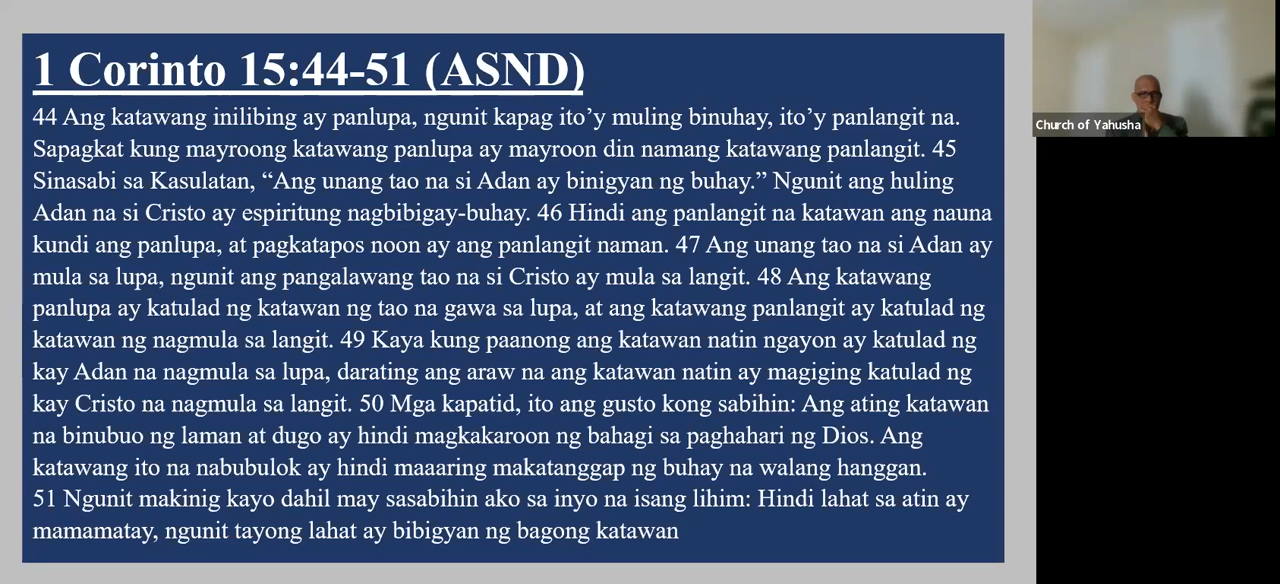 1 Corinto 15:44-51 (ASND)
44 Ang katawang inilibing ay panlupa, ngunit kapag ito’y muling binuhay, ito’y panlangit na.
Sapagkat kung mayroong katawang panlupa ay mayroon din namang katawang panlangit. 45
Sinasabi sa Kasulatan, “Ang unang tao na si Adan ay binigyan ng buhay.” Ngunit ang huling
Adan na si Cristo ay espiritung nagbibigay-buhay. 46 Hindi ang panlangit na katawan ang nauna
kundi ang panlupa, at pagkatapos noon ay ang panlangit naman. 47 Ang unang tao na si Adan ay
mula sa lupa, ngunit ang pangalawang tao na si Cristo ay mula sa langit. 48 Ang katawang
panlupa ay katulad ng katawan ng tao na gawa sa lupa, at ang katawang panlangit ay katulad ng
katawan ng nagmula sa langit. 49 Kaya kung paanong ang katawan natin ngayon ay katulad ng
kay Adan na nagmula sa lupa, darating ang araw na ang katawan natin ay magiging katulad ng
kay Cristo na nagmula sa langit. 50 Mga kapatid, ito ang gusto kong sabihin: Ang ating katawan
na binubuo ng laman at dugo ay hindi magkakaroon ng bahagi sa paghahari ng Dios. Ang
katawang ito na nabubulok ay hindi maaaring makatanggap ng buhay na walang hanggan.
51 Ngunit makinig kayo dahil may sasabihin ako sa inyo na isang lihim: Hindi lahat sa atin ay
mamamatay, ngunit tayong lahat ay bibigyan ng bagong katawan
Church of Yahusha